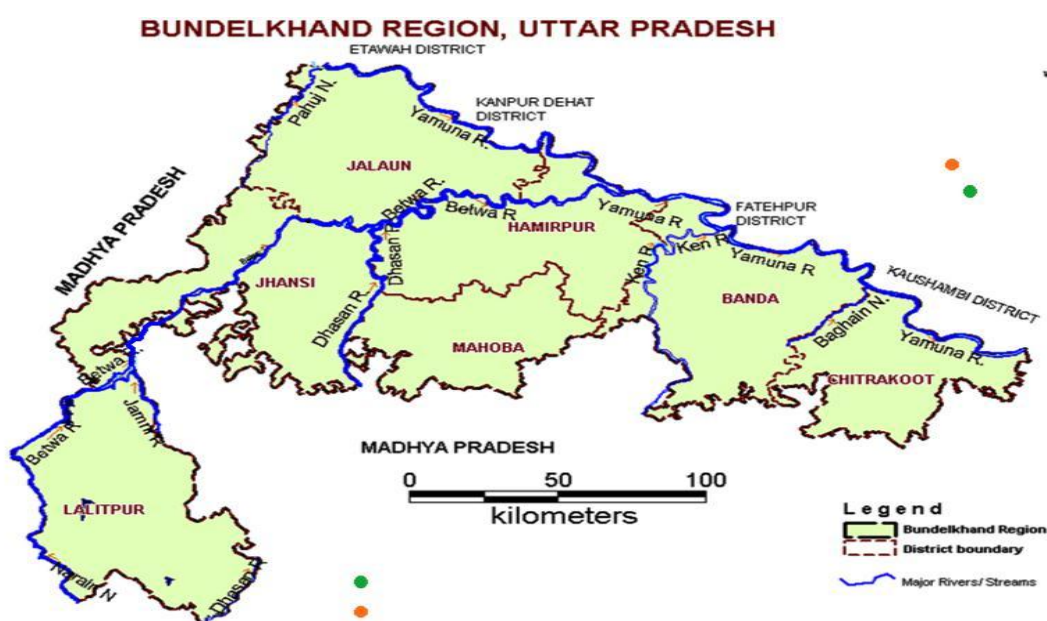 BUNDELKHAND REGION, UTTAR PRADESH
ETAWAH DISTRICT
Pahuj N.
KANPUR DEHAT
DISTRICT
Yamuna R.
JALAUN
MADHYA PRADESH
Betwa R.
Betwa R
Yamuna R
FATEHPUR
DISTRICT
HAMIRPUR
Dhasan R
Ken R
Ken R
Yamuna R
KAUSHAMBI DISTRICT
JHANSI
Dhasan R.
BANDA
Baghain N.
MAHOBA
Yamuna R.
CHITRAKOOT
Betwa
Jamni R
Betwa R
MADHYA PRADESH
0 50 100
kilometers
LALITPUR
Legend
Bundelkhand Region
District boundary
Major Rivers/ Streams
Dhasan R